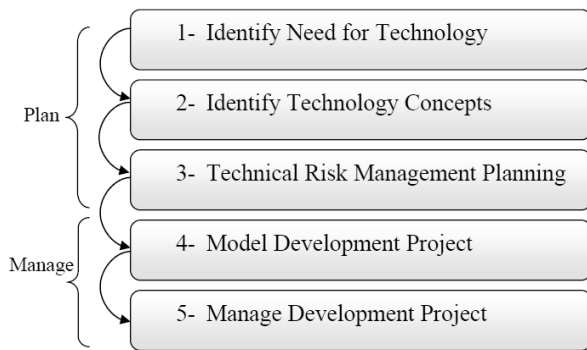 1- Identify Need for Technology
2- Identify Technology Concepts
Plan
3- Technical Risk Management Planning
4- Model Development Project
Manage
5- Manage Development Project